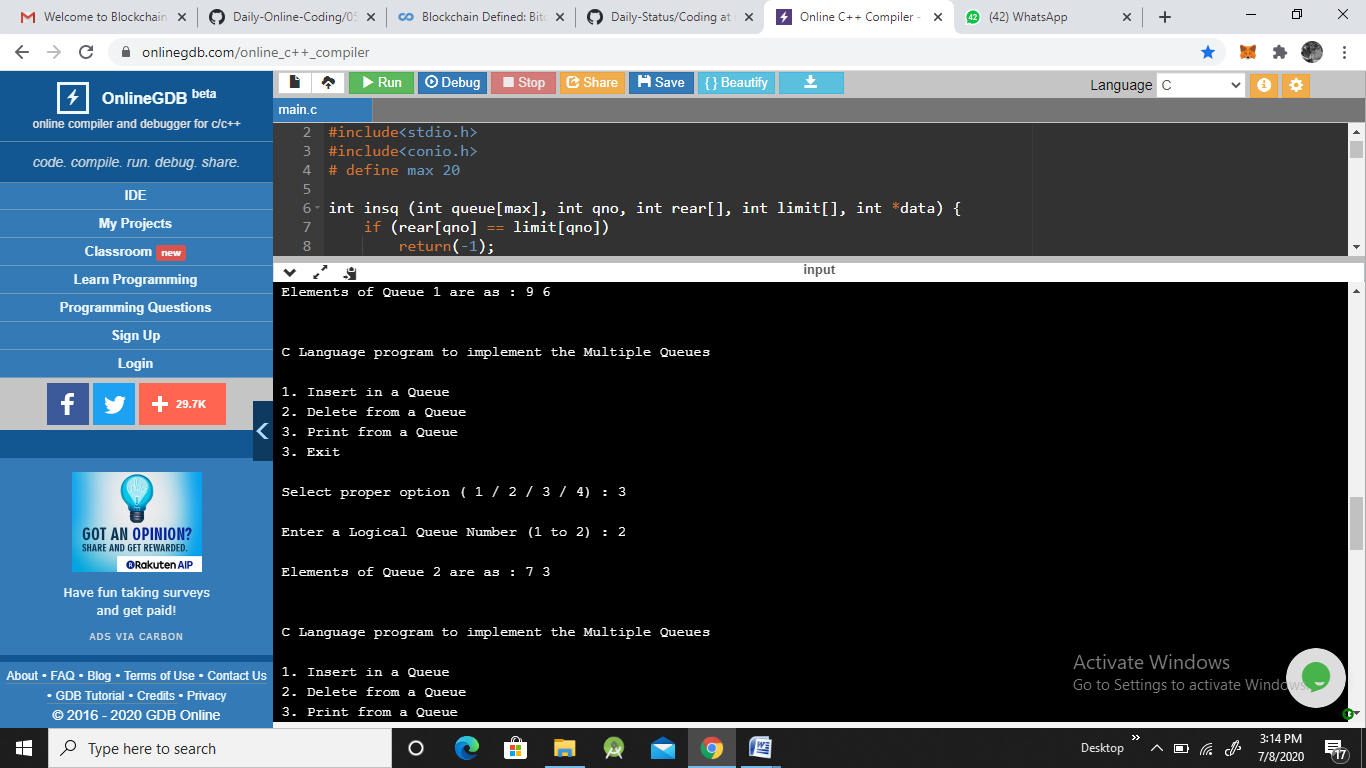 Welcome to Blockchain
Daily-Online-Coding/05
Blockchain Defined: Bit
Daily-Status/Coding at
Online C++ Compiler -
42
(42) WhatsApp
onlinegdb.com/online_c++_compiler
OnlineGDB beta
online compiler and debugger for c/c++
code. compile. run. debug. share.
IDE
My Projects
Classroom new
Learn Programming
Programming Questions
Sign Up
Login
29.7K
GOT AN OPINION?
SHARE AND GET REWARDED.
Rakuten AIP
Have fun taking surveys
and get paid!
ADS VIA CARBON
About • FAQ • Blog • Terms of Use • Contact Us
• GDB Tutorial • Credits • Privacy
© 2016 - 2020 GDB Online
Run Debug Stop Share Save {} Beautify
Language C
main.c
2 #include<stdio.h>
3 #include<conio.h>
4 # define max 20
5
6 int insq (int queue[max], int qno, int rear[], int limit[], int *data) {
7 if (rear[qno] == limit[qno])
8 return(-1);
input
Elements of Queue 1 are as : 9 6
C Language program to implement the Multiple Queues
1. Insert in a Queue
2. Delete from a Queue
3. Print from a Queue
3. Exit
Select proper option ( 1 / 2 / 3 / 4) : 3
Enter a Logical Queue Number (1 to 2) : 2
Elements of Queue 2 are as : 7 3
C Language program to implement the Multiple Queues
1. Insert in a Queue
2. Delete from a Queue
3. Print from a Queue
Activate Windows
Go to Settings to activate Windows.
Type here to search
Desktop
3:14 PM
7/8/2020
17